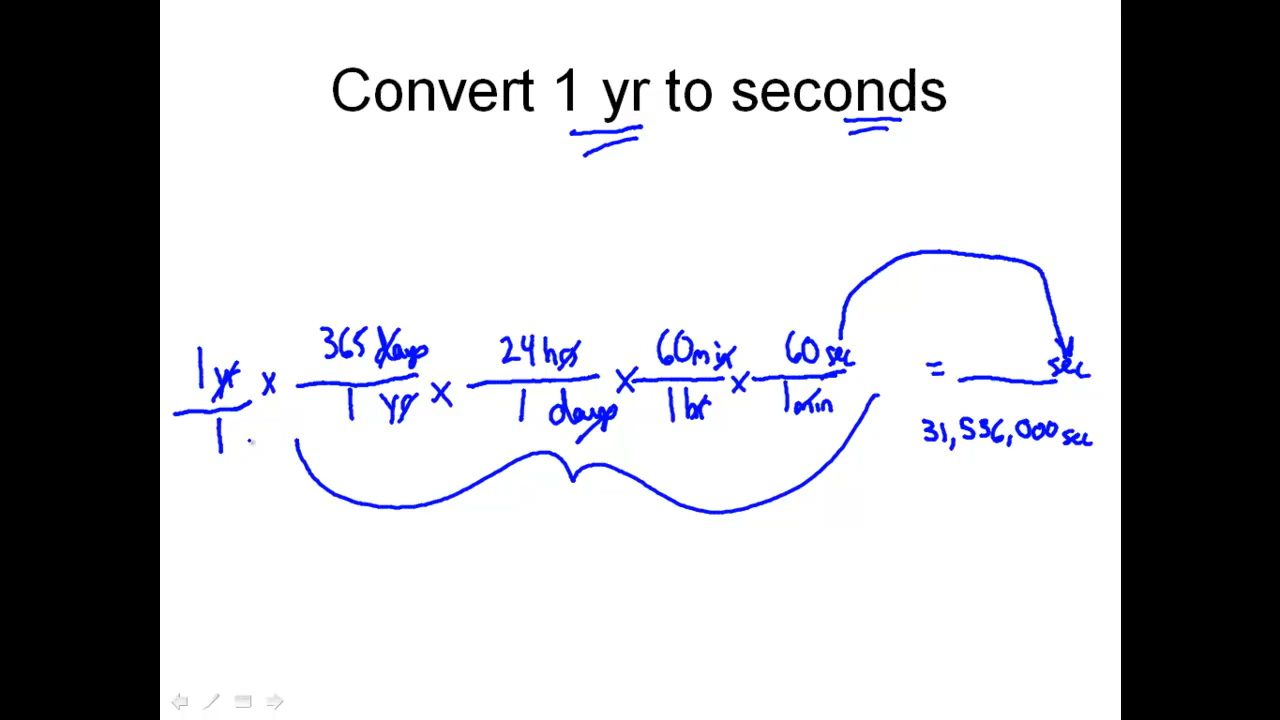 Convert 1 yr to seconds
1 yr / 1 x 365 days / 1 yr x 24 hrs / 1 days x 60 min / 1 hr x 60 sec / 1 min = sec
31,536,000 sec